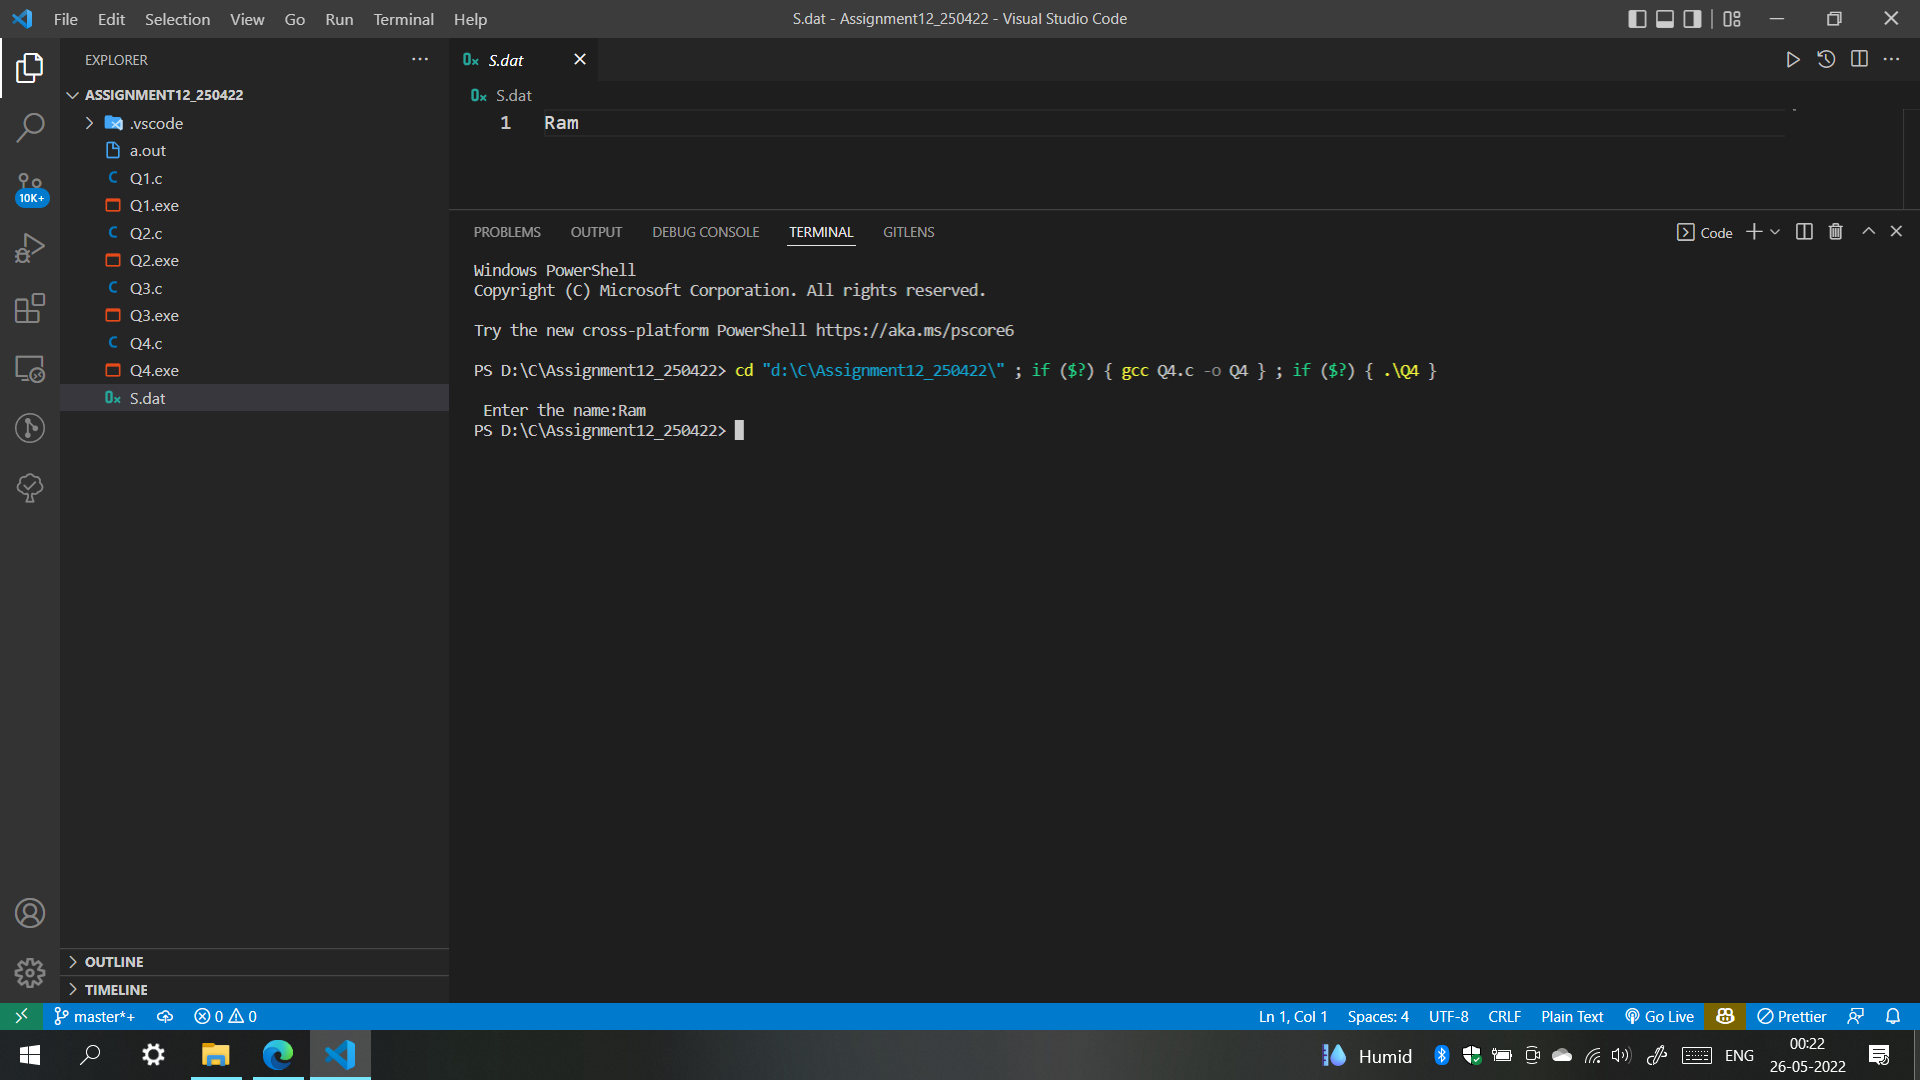 File Edit Selection View Go Run Terminal Help
S.dat - Assignment12_250422 - Visual Studio Code
EXPLORER
ASSIGNMENT12_250422
.vscode
a.out
Q1.c
Q1.exe
Q2.c
Q2.exe
Q3.c
Q3.exe
Q4.c
Q4.exe
S.dat
10K+
OUTLINE
TIMELINE
S.dat
S.dat
1 Ram
PROBLEMS OUTPUT DEBUG CONSOLE TERMINAL GITLENS
Code
Windows PowerShell
Copyright (C) Microsoft Corporation. All rights reserved.
Try the new cross-platform PowerShell https://aka.ms/pscore6
PS D:\C\Assignment12_250422> cd "d:\C\Assignment12_250422\" ; if ($?) { gcc Q4.c -o Q4 } ; if ($?) { .\Q4 }
Enter the name:Ram
PS D:\C\Assignment12_250422>
master*+ 0 0
Ln 1, Col 1 Spaces: 4 UTF-8 CRLF Plain Text Go Live Prettier
Humid
ENG
00:22
26-05-2022